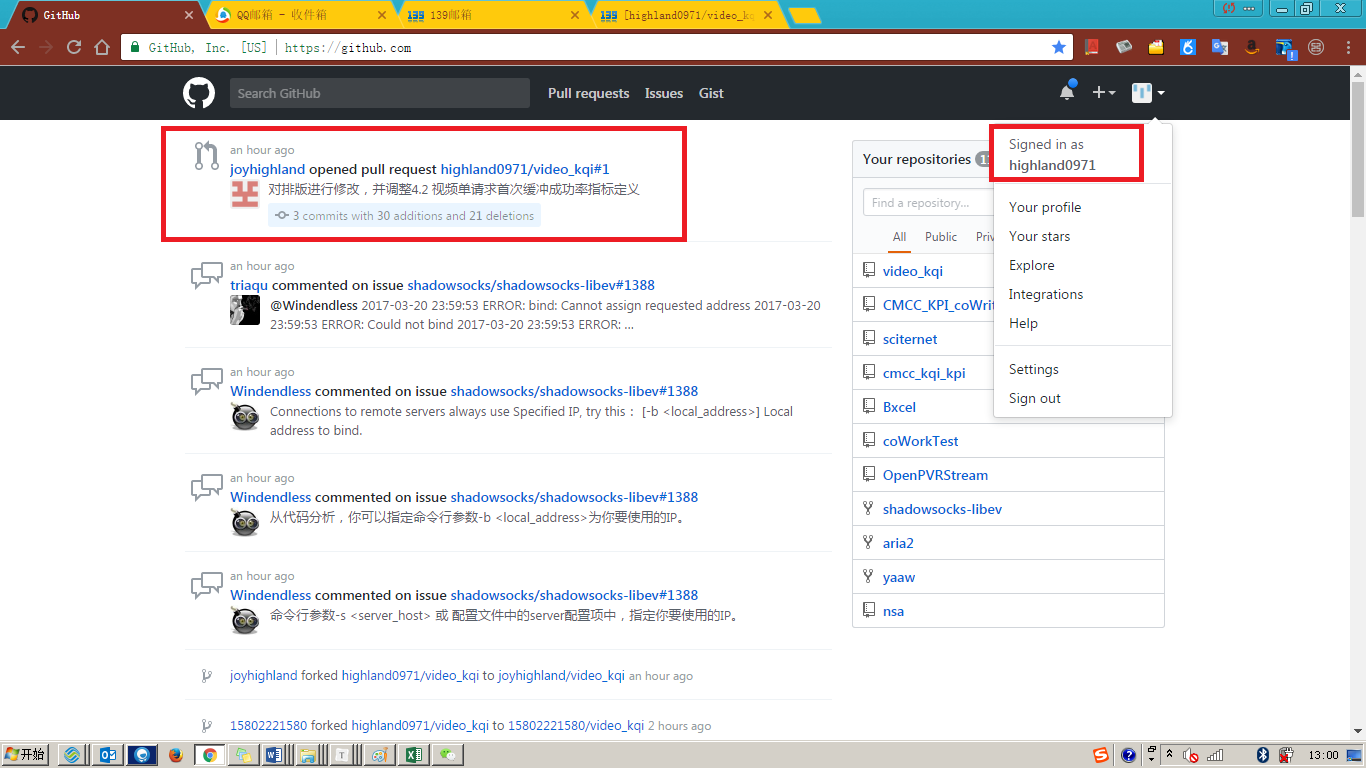 GitHub
QQ邮箱 - 收件箱
139邮箱
[highland0971/video_kq
GitHub, Inc. [US] https://github.com
Search GitHub
Pull requests
Issues
Gist
an hour ago
joyhighland opened pull request highland0971/video_kqi#1
对排版进行修改，并调整4.2 视频单请求首次缓冲成功率指标定义
3 commits with 30 additions and 21 deletions
an hour ago
triaqu commented on issue shadowsocks/shadowsocks-libev#1388
@Windendless 2017-03-20 23:59:53 ERROR: bind: Cannot assign requested address 2017-03-20
23:59:53 ERROR: Could not bind 2017-03-20 23:59:53 ERROR: ...
an hour ago
Windendless commented on issue shadowsocks/shadowsocks-libev#1388
Connections to remote servers always use Specified IP, try this： [-b <local_address>] Local
address to bind.
an hour ago
Windendless commented on issue shadowsocks/shadowsocks-libev#1388
从代码分析，你可以指定命令行参数-b <local_address>为你要使用的IP。
an hour ago
Windendless commented on issue shadowsocks/shadowsocks-libev#1388
命令行参数-s <server_host> 或 配置文件中的server配置项中，指定你要使用的IP。
joyhighland forked highland0971/video_kqi to joyhighland/video_kqi an hour ago
15802221580 forked highland0971/video_kqi to 15802221580/video_kqi 2 hours ago
Your repositories
Find a repository...
All
Public
Priv
video_kqi
CMCC_KPI_coWrit
sciternet
cmcc_kqi_kpi
Bxcel
coWorkTest
OpenPVRStream
shadowsocks-libev
aria2
yaaw
nsa
Signed in as
highland0971
Your profile
Your stars
Explore
Integrations
Help
Settings
Sign out
开始
13:00